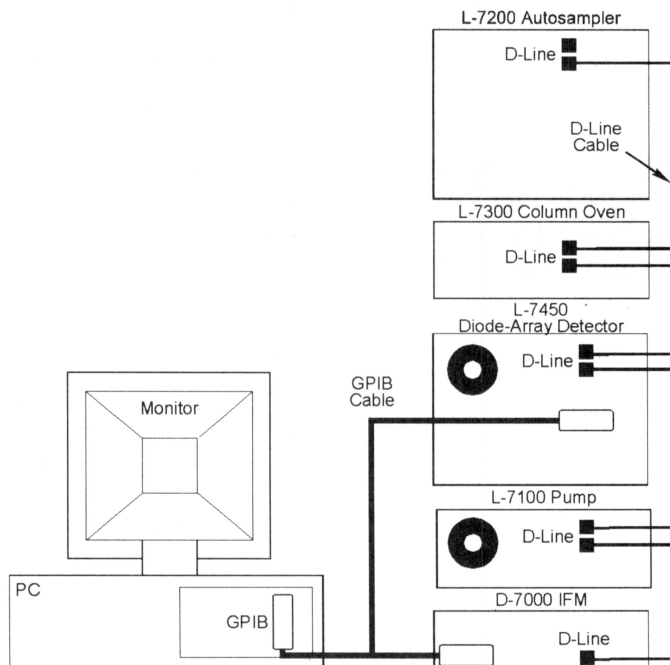 L-7200 Autosampler
D-Line
D-Line
Cable
L-7300 Column Oven
D-Line
L-7450
Diode-Array Detector
D-Line
GPIB
Cable
Monitor
L-7100 Pump
D-Line
PC
GPIB
D-7000 IFM
D-Line